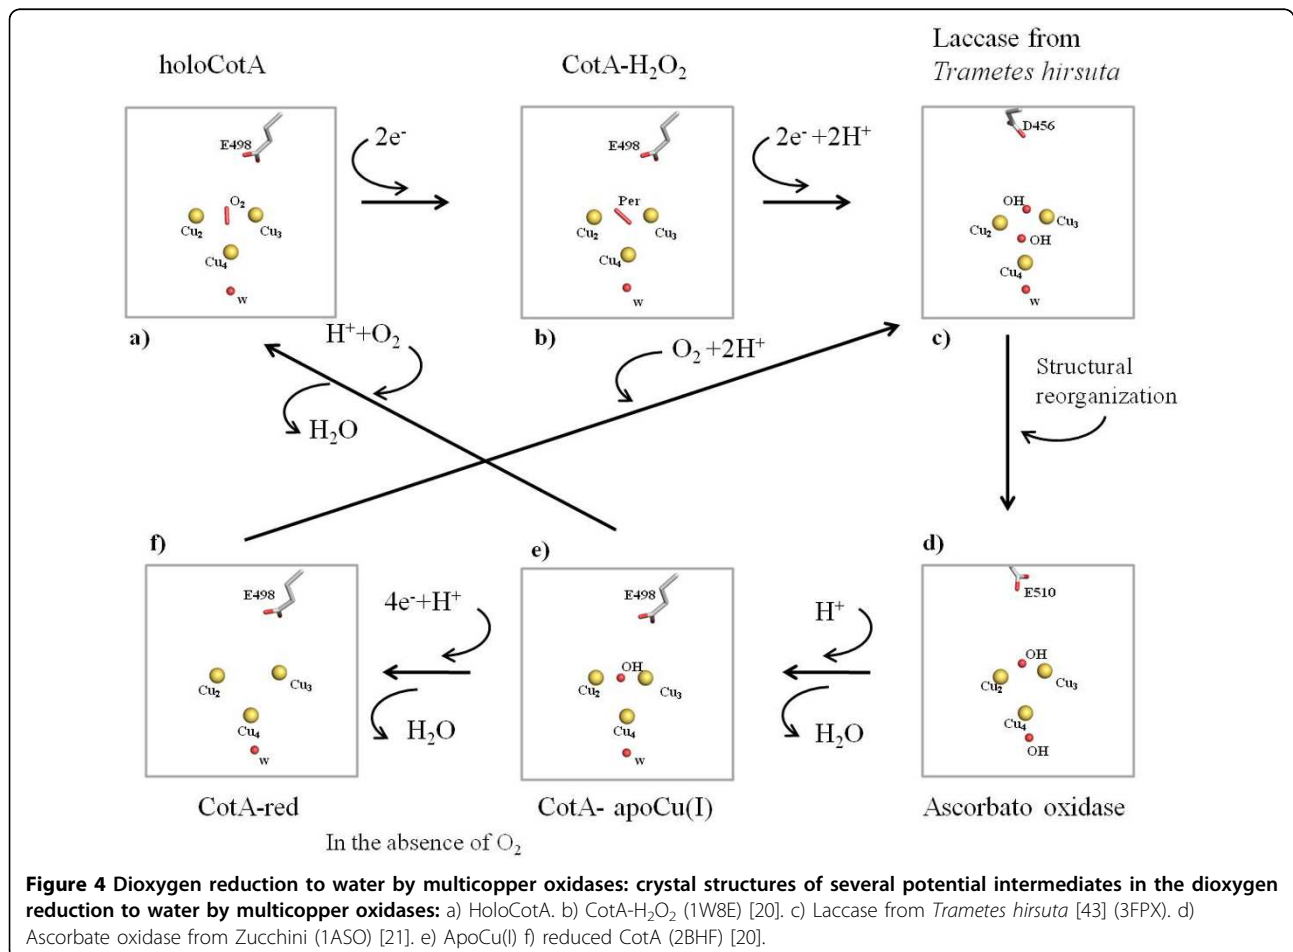 holoCotA
CotA-H₂O₂
Laccase from
Trametes hirsuta
E498
O₂
Cu₂
Cu₃
Cu₄
w
a)
2e⁻
E498
Per
Cu₂
Cu₃
Cu₄
w
b)
2e⁻ +2H⁺
D456
OH
Cu₂
Cu₃
OH
Cu₄
w
c)
H⁺+O₂
H₂O
O₂ +2H⁺
Structural
reorganization
f)
E498
Cu₂
Cu₃
Cu₄
w
4e⁻+H⁺
H₂O
e)
E498
OH
Cu₂
Cu₃
Cu₄
w
H⁺
H₂O
d)
E510
OH
Cu₂
Cu₃
Cu₄
OH
CotA-red
CotA- apoCu(I)
Ascorbato oxidase
In the absence of O₂
Figure 4 Dioxygen reduction to water by multicopper oxidases: crystal structures of several potential intermediates in the dioxygen
reduction to water by multicopper oxidases: a) HoloCotA. b) CotA-H₂O₂ (1W8E) [20]. c) Laccase from Trametes hirsuta [43] (3FPX). d)
Ascorbate oxidase from Zucchini (1ASO) [21]. e) ApoCu(I) f) reduced CotA (2BHF) [20].